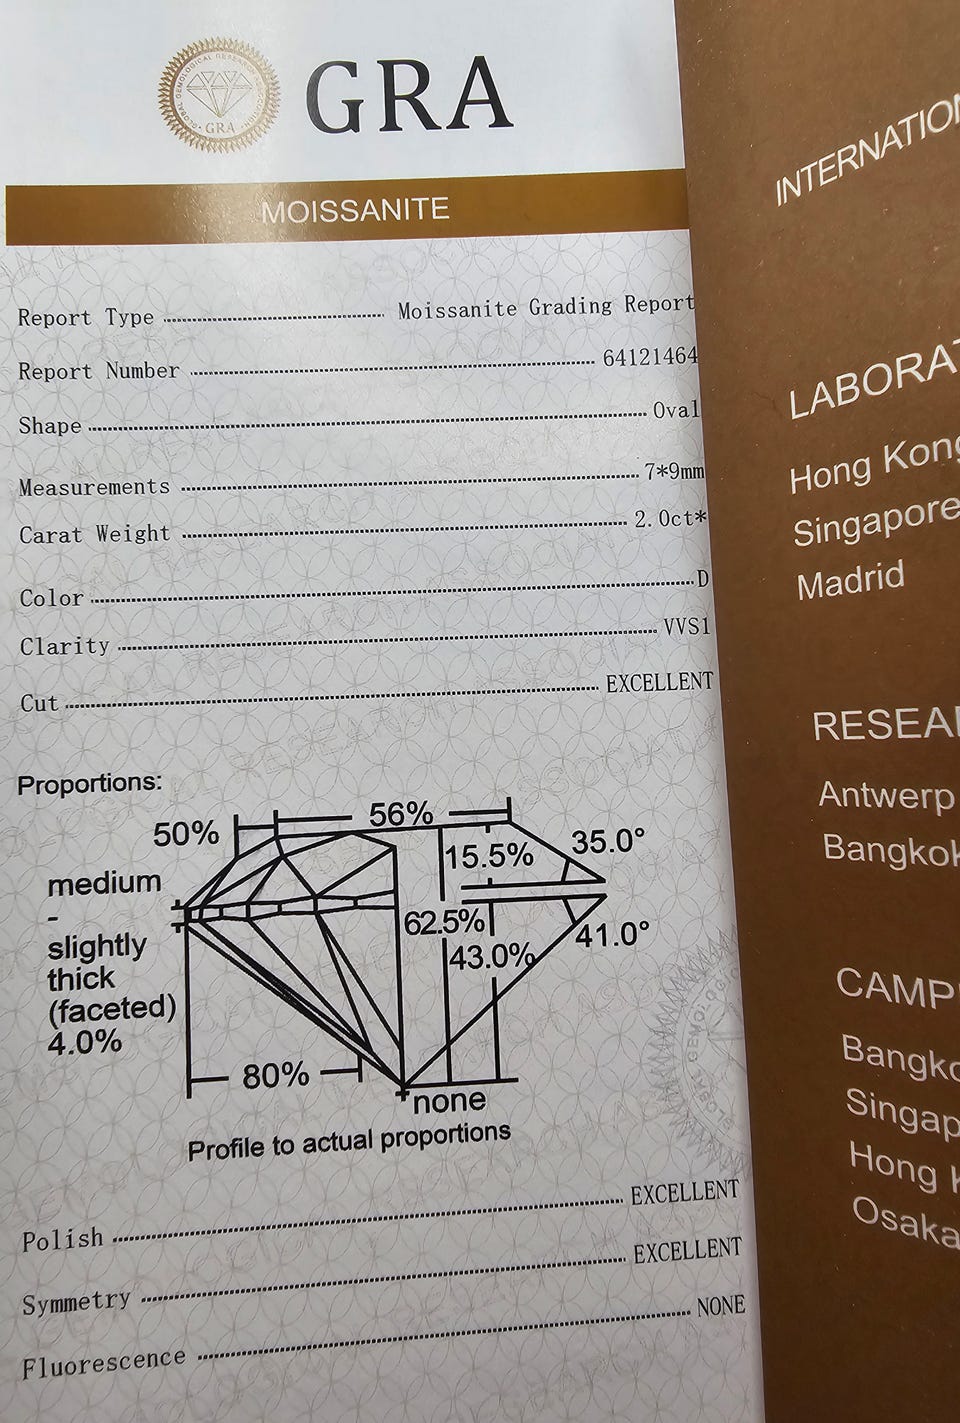 GRA
GRA
MOISSANITE
Report Type ........ Moissanite Grading Report
Report Number ........ 64121464
Shape ........ Oval
Measurements ........ 7*9mm
Carat Weight ........ 2.0ct*
Color ........ D
Clarity ........ VVS1
Cut ........ EXCELLENT
Proportions:
50%
56%
15.5%
35.0°
medium
-
slightly
thick
(faceted)
4.0%
62.5%
43.0%
41.0°
80%
none
Profile to actual proportions
Polish ........ EXCELLENT
Symmetry ........ EXCELLENT
Fluorescence ........ NONE
INTERNATION
LABORAT
Hong Kong
Singapore
Madrid
RESEA
Antwerp
Bangkok
CAMP
Bangko
Singap
Hong K
Osaka